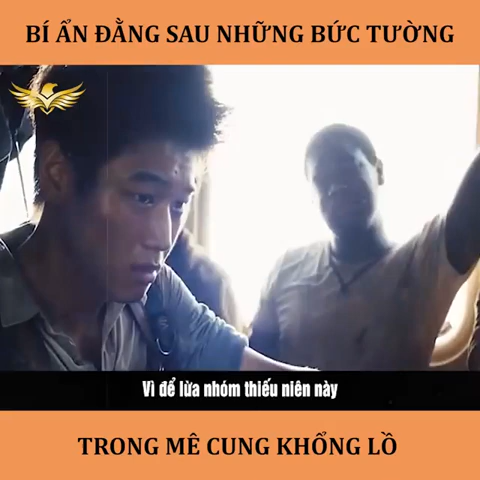 BÍ ẨN ĐẰNG SAU NHỮNG BỨC TƯỜNG
Vì để lừa nhóm thiếu niên này
TRONG MÊ CUNG KHỔNG LỒ